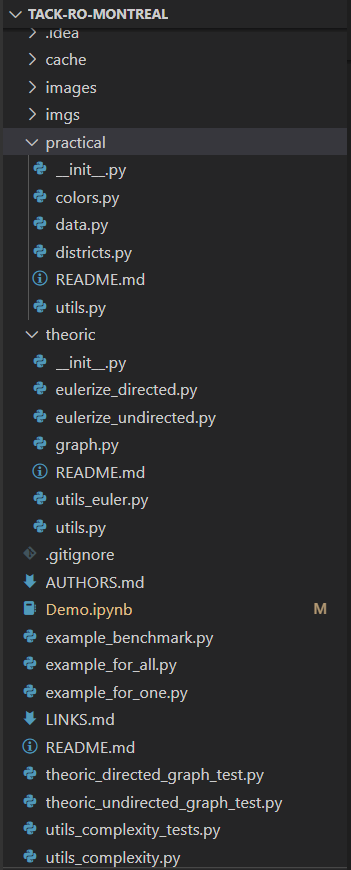 TACK-RO-MONTREAL
.idea
cache
images
imgs
practical
__init__.py
colors.py
data.py
districts.py
README.md
utils.py
theoric
__init__.py
eulerize_directed.py
eulerize_undirected.py
graph.py
README.md
utils_euler.py
utils.py
.gitignore
AUTHORS.md
Demo.ipynb M
example_benchmark.py
example_for_all.py
example_for_one.py
LINKS.md
README.md
theoric_directed_graph_test.py
theoric_undirected_graph_test.py
utils_complexity_tests.py
utils_complexity.py